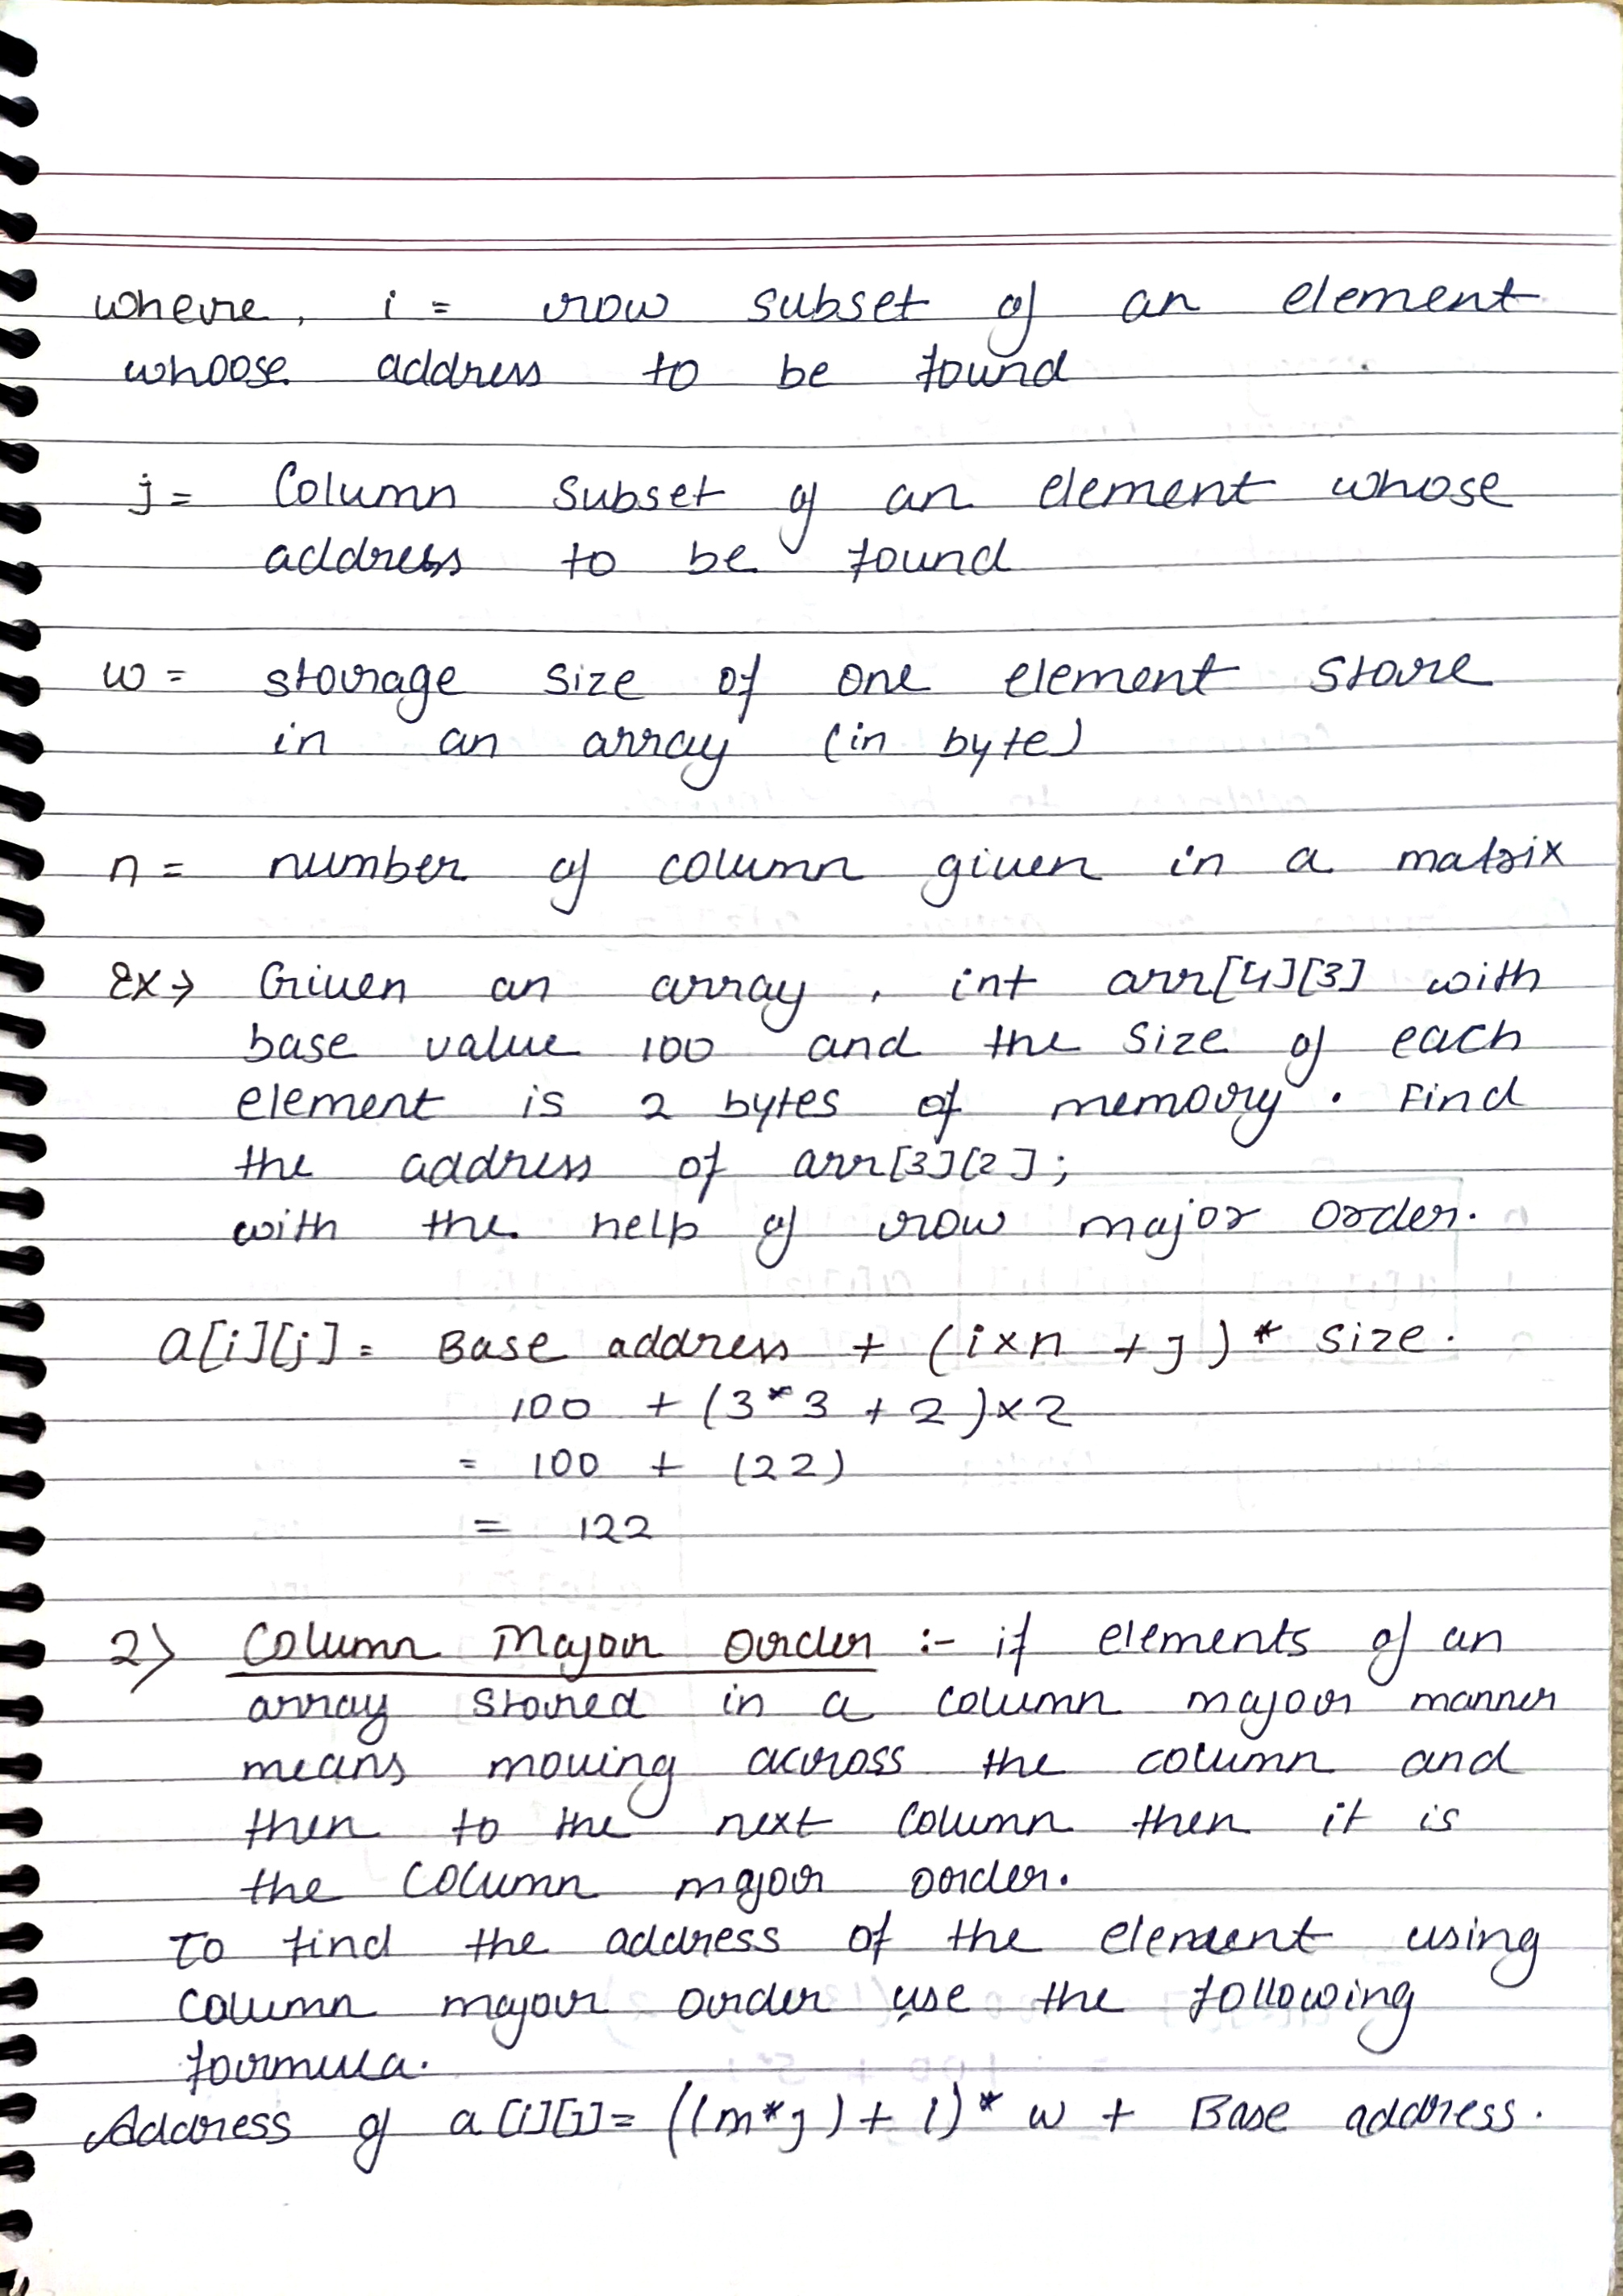 where, i = row subset of an element
whoose address to be found
j = Column subset of an element whose
address to be found
w = storage size of one element store
in an array (in byte)
n = number of column given in a matrix
Ex→ Given an array, int arr[4][3] with
base value 100 and the size of each
element is 2 bytes of memory. Find
the address of arr[3][2];
with the help of row major order.
a[i][j] = Base address + (i×n + j) * size.
100 + (3*3 + 2)×2
= 100 + (22)
= 122
2) Column Major Order :- if elements of an
array stored in a column major manner
means moving across the column and
then to the next column then it is
the column major order.
To find the address of the element using
column major order use the following
formula.
Address of a[i][j] = ((m*j) + i) * w + Base address.